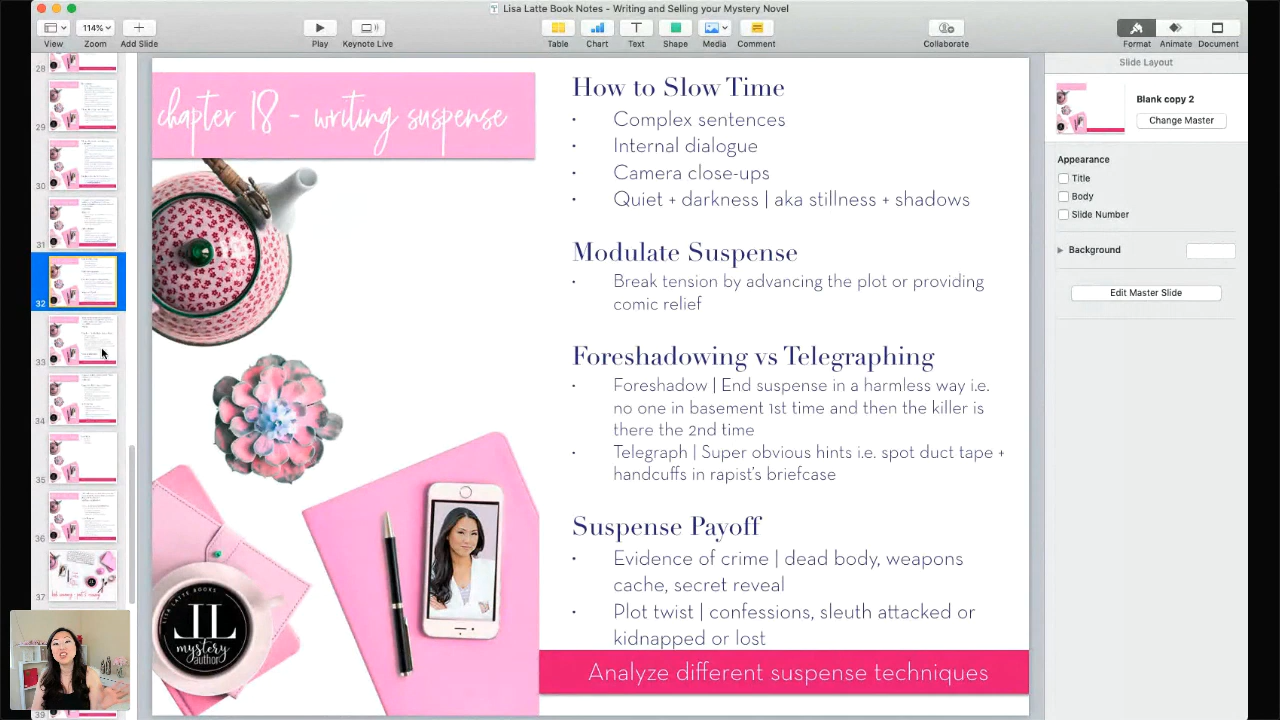 Lisa Latte Book Notes - Writing and Selling your Mystery Novel
114%
View
Zoom
Add Slide
Play
Keynote Live
Table
Chart
Text
Shape
Media
Comment
Collaborate
Format
Animate
Document
28
29
30
31
32
33
34
35
36
37
39
chapter - writing suspense
How to Slow Time
• Complex sentences
• Internal dialogue
• Camera close-ups
• Quiet + darkness + stillness + shadows
Modulate Suspense
• Break tension by advancing the plot or providing
comic relief
Foreshadowing v Telegraphing
• Foreshadow | End suspense in a harmless way i.e.
noise in basement one and then the killer is
there the 2nd time
• Telegraph | Super obvious hints i.e. spot duct tape +
handcuffs in rapist's briefcase
Suspense Payoff
• Evidence of crime | dead body, weapons
cache, secret revealed
• Plot twist | confessions, sleuth attacked or
kidnapped or lost
Analyze different suspense techniques
LISA LATTE BOOKS
LL
mystery
author
Slide Layout
Blank copy 2
Change Master
Appearance
Title
Body
Slide Number
Background
Edit Master Slide